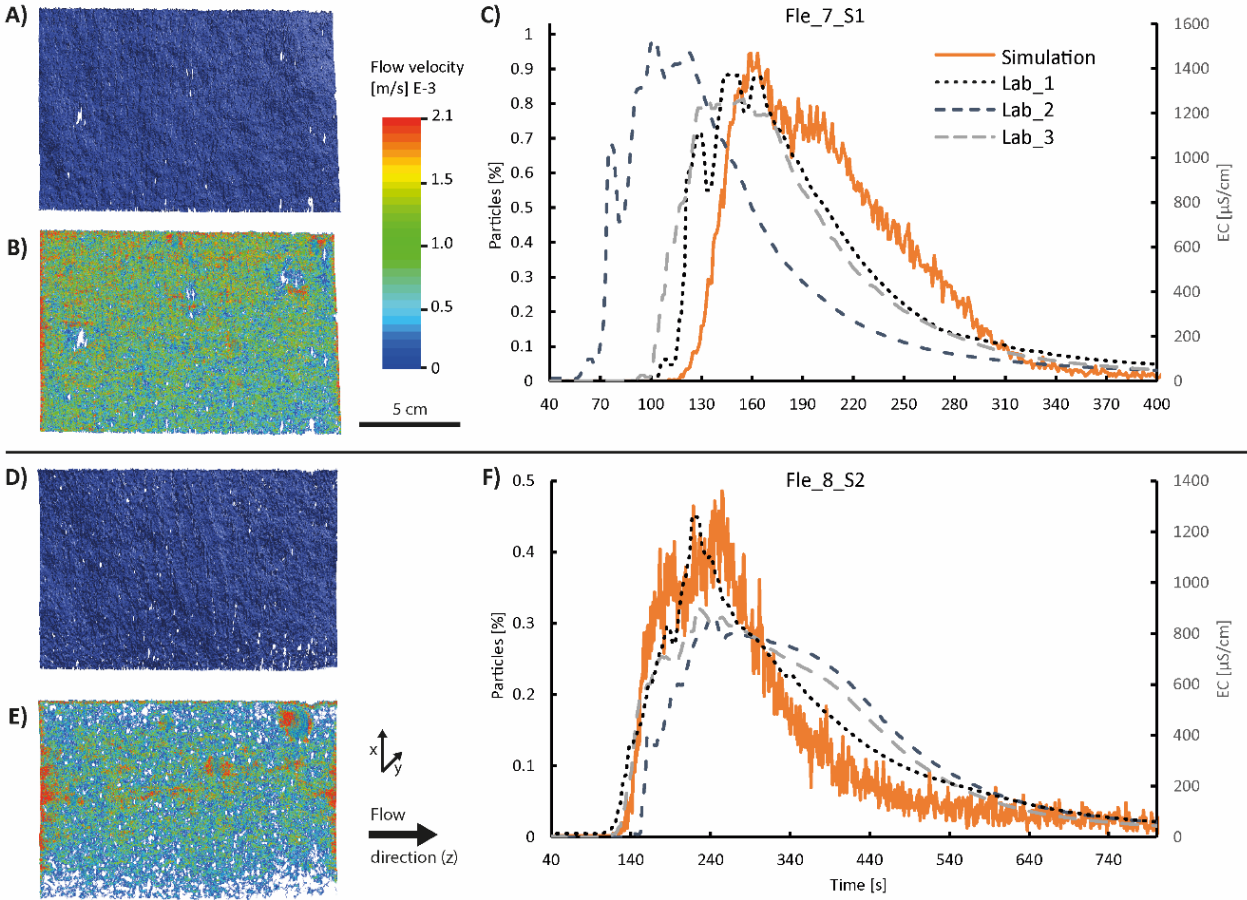 A)
B)
Flow velocity
[m/s] E-3
2.1
1.5
1.0
0.5
0
5 cm
C)
Fle_7_S1
Simulation
Lab_1
Lab_2
Lab_3
Particles [%]
1
0.9
0.8
0.7
0.6
0.5
0.4
0.3
0.2
0.1
0
EC [µS/cm]
1600
1400
1200
1000
800
600
400
200
0
40 70 100 130 160 190 220 250 280 310 340 370 400
D)
E)
x
y
Flow
direction (z)
F)
Fle_8_S2
Particles [%]
0.5
0.4
0.3
0.2
0.1
0
EC [µS/cm]
1400
1200
1000
800
600
400
200
0
40 140 240 340 440 540 640 740
Time [s]